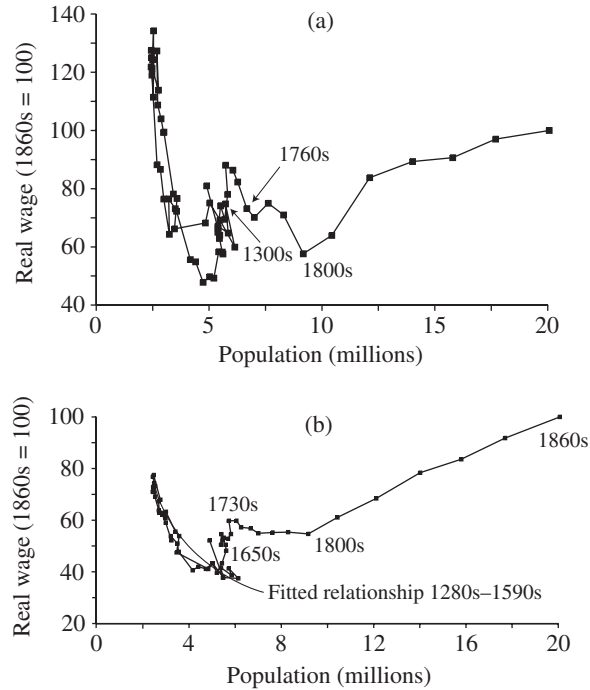 (a)
Real wage (1860s = 100)
140
120
100
80
60
40
1760s
1300s
1800s
0
5
10
15
20
Population (millions)
(b)
Real wage (1860s = 100)
100
80
60
40
20
1860s
1730s
1650s
1800s
Fitted relationship 1280s–1590s
0
4
8
12
16
20
Population (millions)